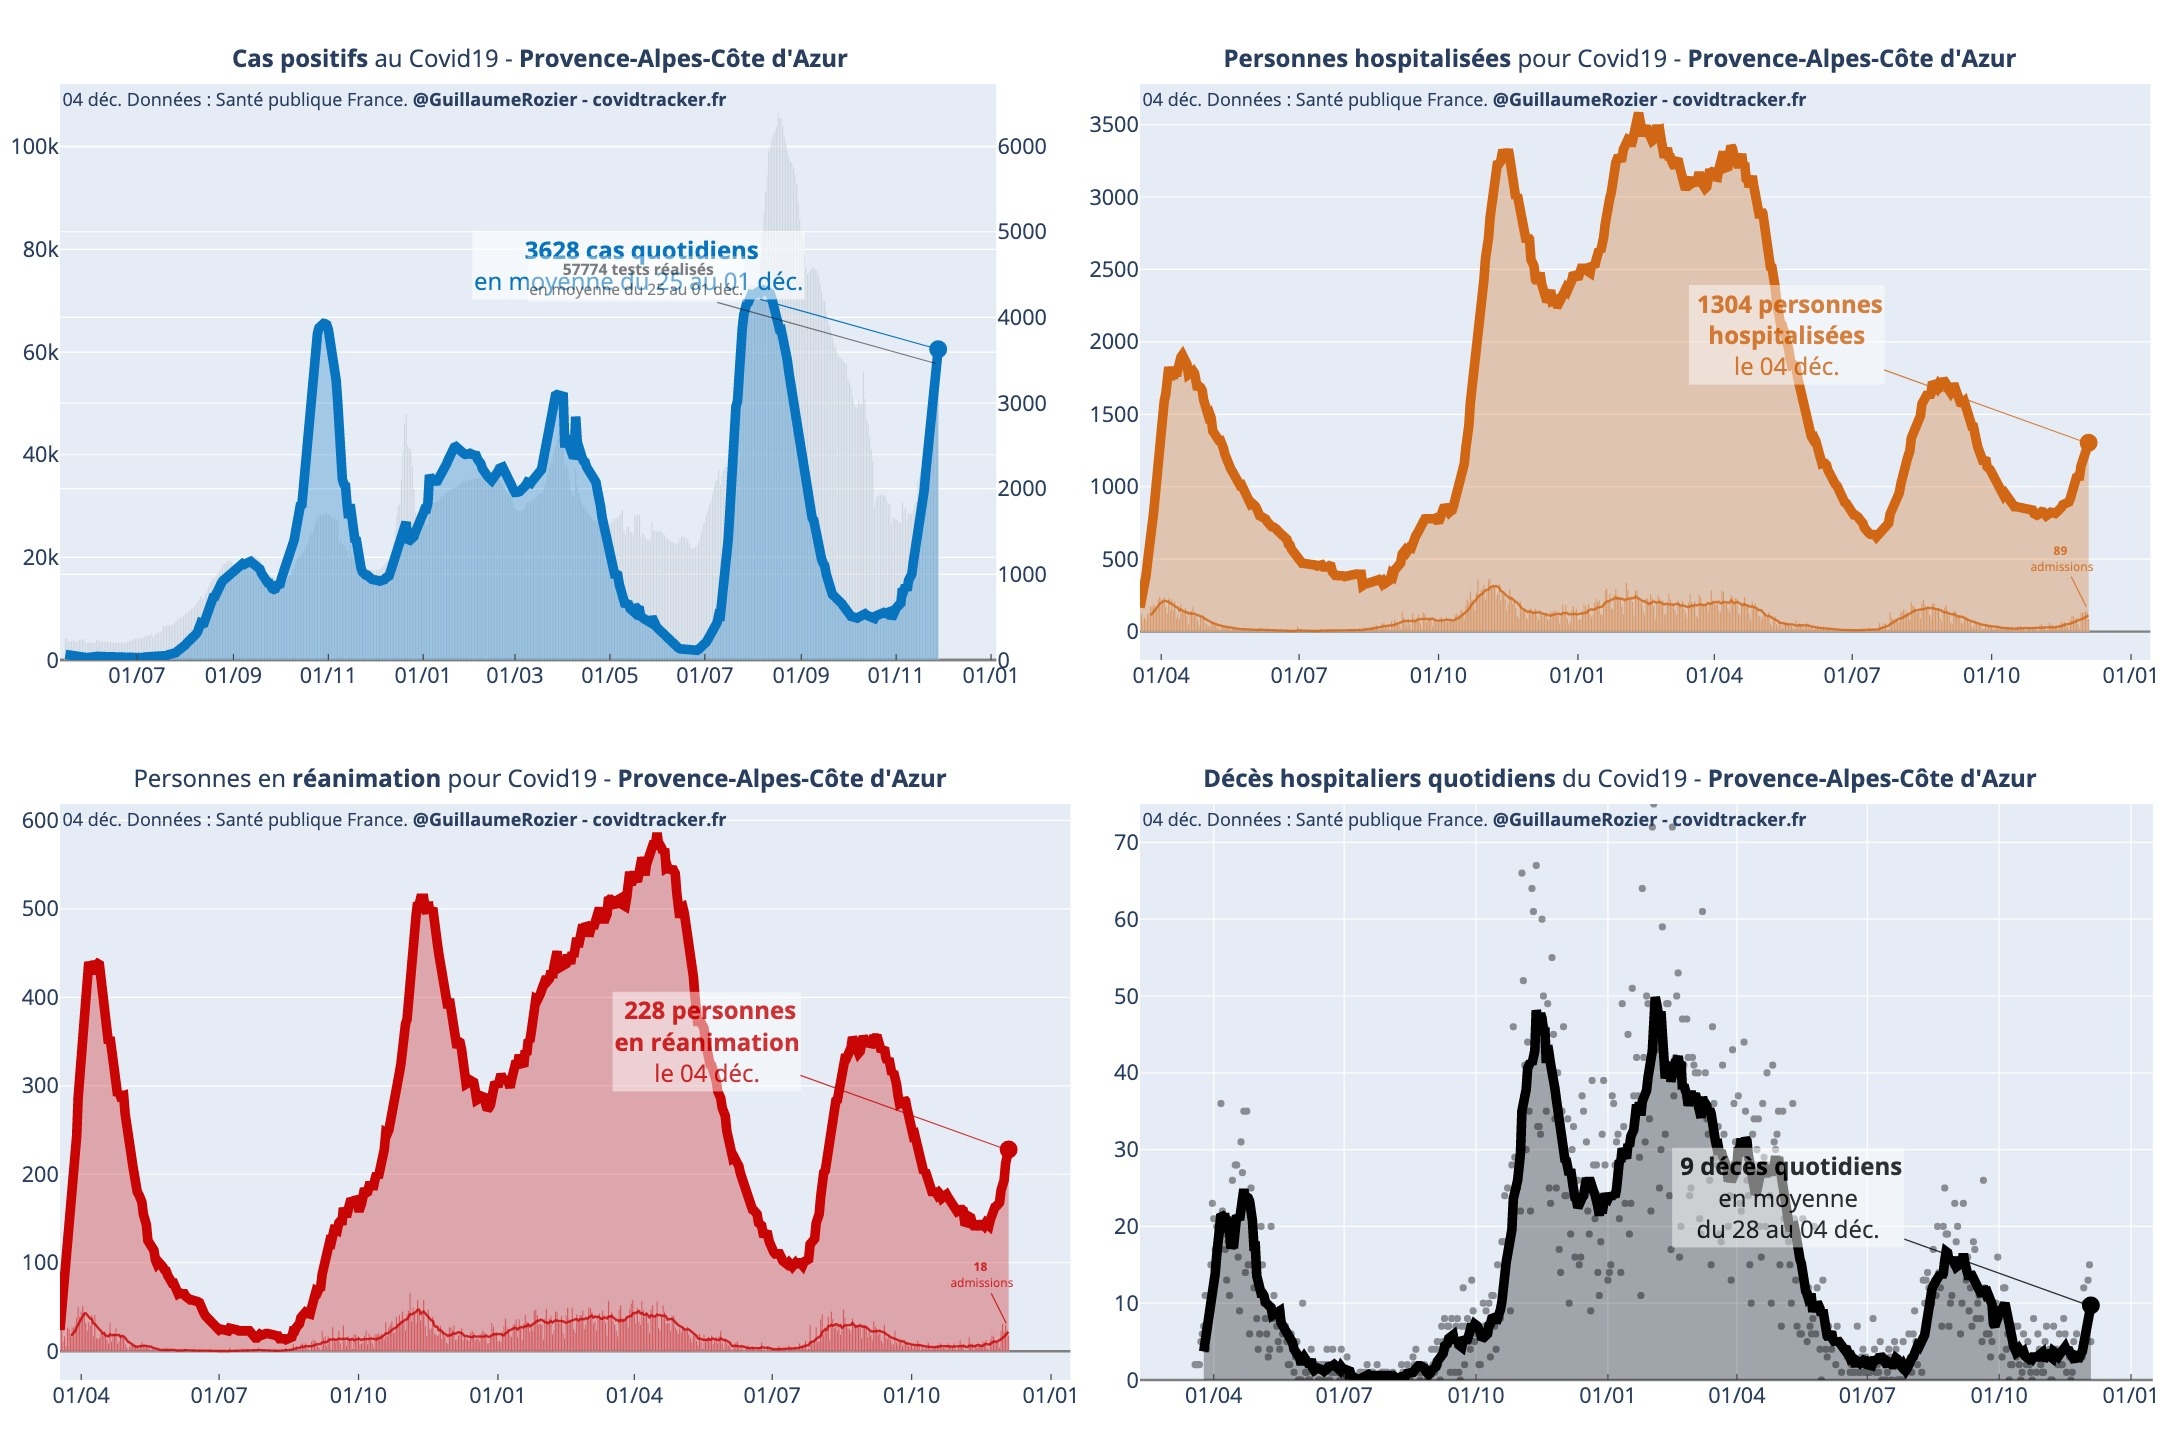 Cas positifs au Covid19 - Provence-Alpes-Côte d'Azur
04 déc. Données : Santé publique France. @GuillaumeRozier - covidtracker.fr
100k
80k
60k
40k
20k
0
6000
5000
4000
3000
2000
1000
0
3628 cas quotidiens
en moyenne du 25 au 01 déc.
57774 tests réalisés
en moyenne du 25 au 01 déc.
01/07 01/09 01/11 01/01 01/03 01/05 01/07 01/09 01/11 01/01
Personnes hospitalisées pour Covid19 - Provence-Alpes-Côte d'Azur
04 déc. Données : Santé publique France. @GuillaumeRozier - covidtracker.fr
3500
3000
2500
2000
1500
1000
500
0
1304 personnes
hospitalisées
le 04 déc.
89
admissions
01/04 01/07 01/10 01/01 01/04 01/07 01/10 01/01
Personnes en réanimation pour Covid19 - Provence-Alpes-Côte d'Azur
04 déc. Données : Santé publique France. @GuillaumeRozier - covidtracker.fr
600
500
400
300
200
100
0
228 personnes
en réanimation
le 04 déc.
18
admissions
01/04 01/07 01/10 01/01 01/04 01/07 01/10 01/01
Décès hospitaliers quotidiens du Covid19 - Provence-Alpes-Côte d'Azur
04 déc. Données : Santé publique France. @GuillaumeRozier - covidtracker.fr
70
60
50
40
30
20
10
0
9 décès quotidiens
en moyenne
du 28 au 04 déc.
01/04 01/07 01/10 01/01 01/04 01/07 01/10 01/01